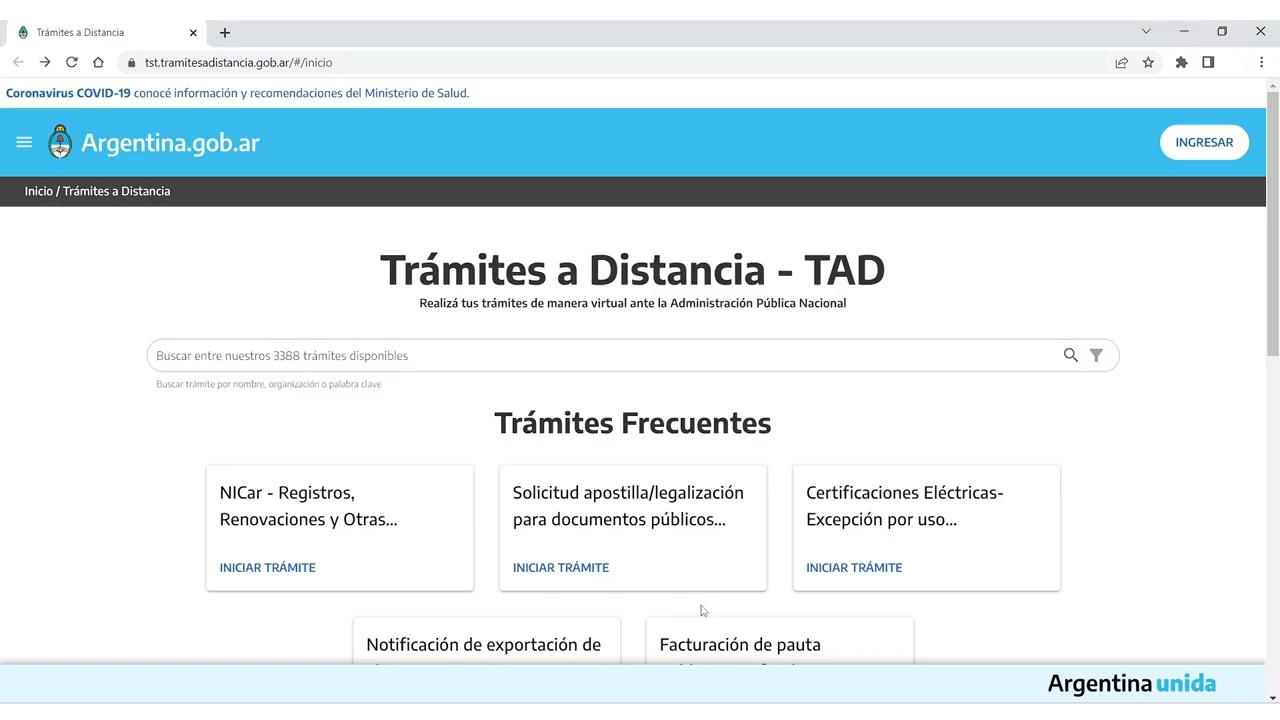 Trámites a Distancia
tst.tramitesadistancia.gob.ar/#/inicio
Coronavirus COVID-19 conocé información y recomendaciones del Ministerio de Salud.
Argentina.gob.ar
INGRESAR
Inicio / Trámites a Distancia
Trámites a Distancia - TAD
Realizá tus trámites de manera virtual ante la Administración Pública Nacional
Buscar entre nuestros 3388 trámites disponibles
Buscar trámite por nombre, organización o palabra clave
Trámites Frecuentes
NICar - Registros,
Renovaciones y Otras...
INICIAR TRÁMITE
Solicitud apostilla/legalización
para documentos públicos...
INICIAR TRÁMITE
Certificaciones Eléctricas-
Excepción por uso...
INICIAR TRÁMITE
Notificación de exportación de
Facturación de pauta
Argentina unida